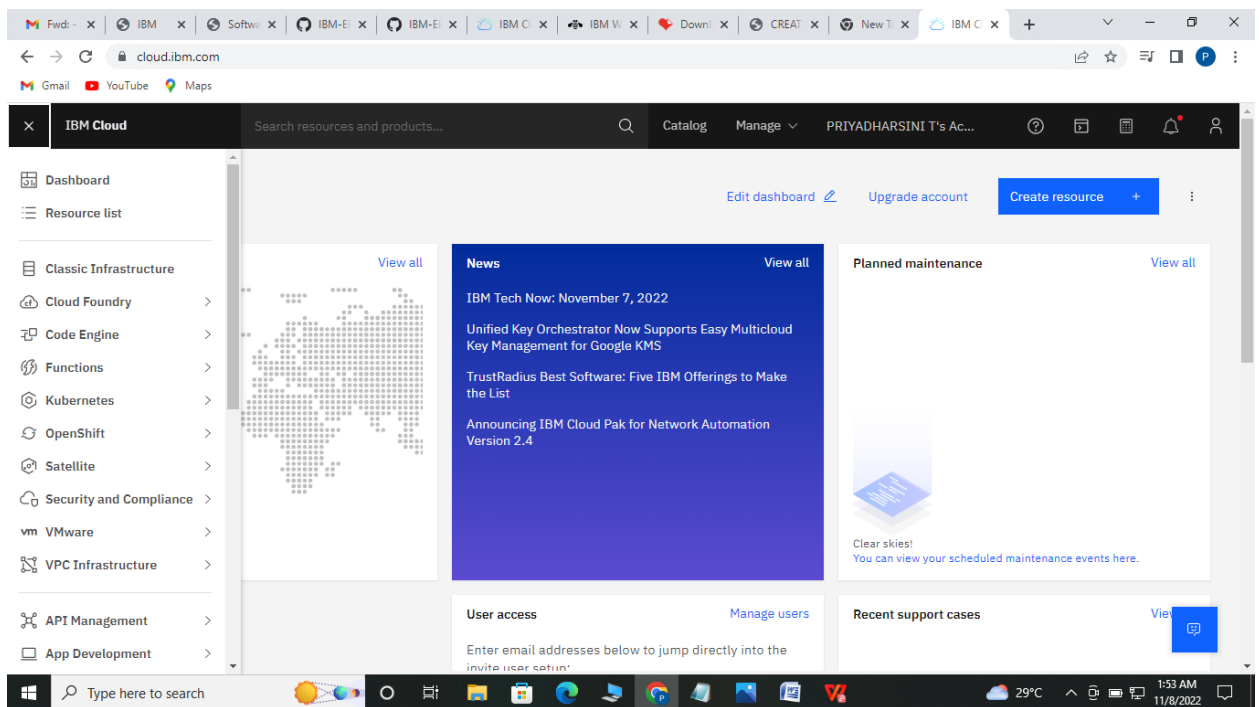 Fwd: -
IBM
Softwa
IBM-EI
IBM-EI
IBM Cl
IBM W
Downl
CREAT
New Ta
IBM Cl
cloud.ibm.com
P
Gmail
YouTube
Maps
IBM Cloud
Search resources and products...
Catalog
Manage
PRIYADHARSINI T's Ac...
Dashboard
Resource list
Edit dashboard
Upgrade account
Create resource +
Classic Infrastructure
Cloud Foundry
Code Engine
Functions
Kubernetes
OpenShift
Satellite
Security and Compliance
vm VMware
VPC Infrastructure
API Management
App Development
View all
News
View all
IBM Tech Now: November 7, 2022
Unified Key Orchestrator Now Supports Easy Multicloud
Key Management for Google KMS
TrustRadius Best Software: Five IBM Offerings to Make
the List
Announcing IBM Cloud Pak for Network Automation
Version 2.4
Planned maintenance
View all
Clear skies!
You can view your scheduled maintenance events here.
User access
Manage users
Enter email addresses below to jump directly into the
invite user setup:
Recent support cases
Type here to search
29°C
1:53 AM
11/8/2022